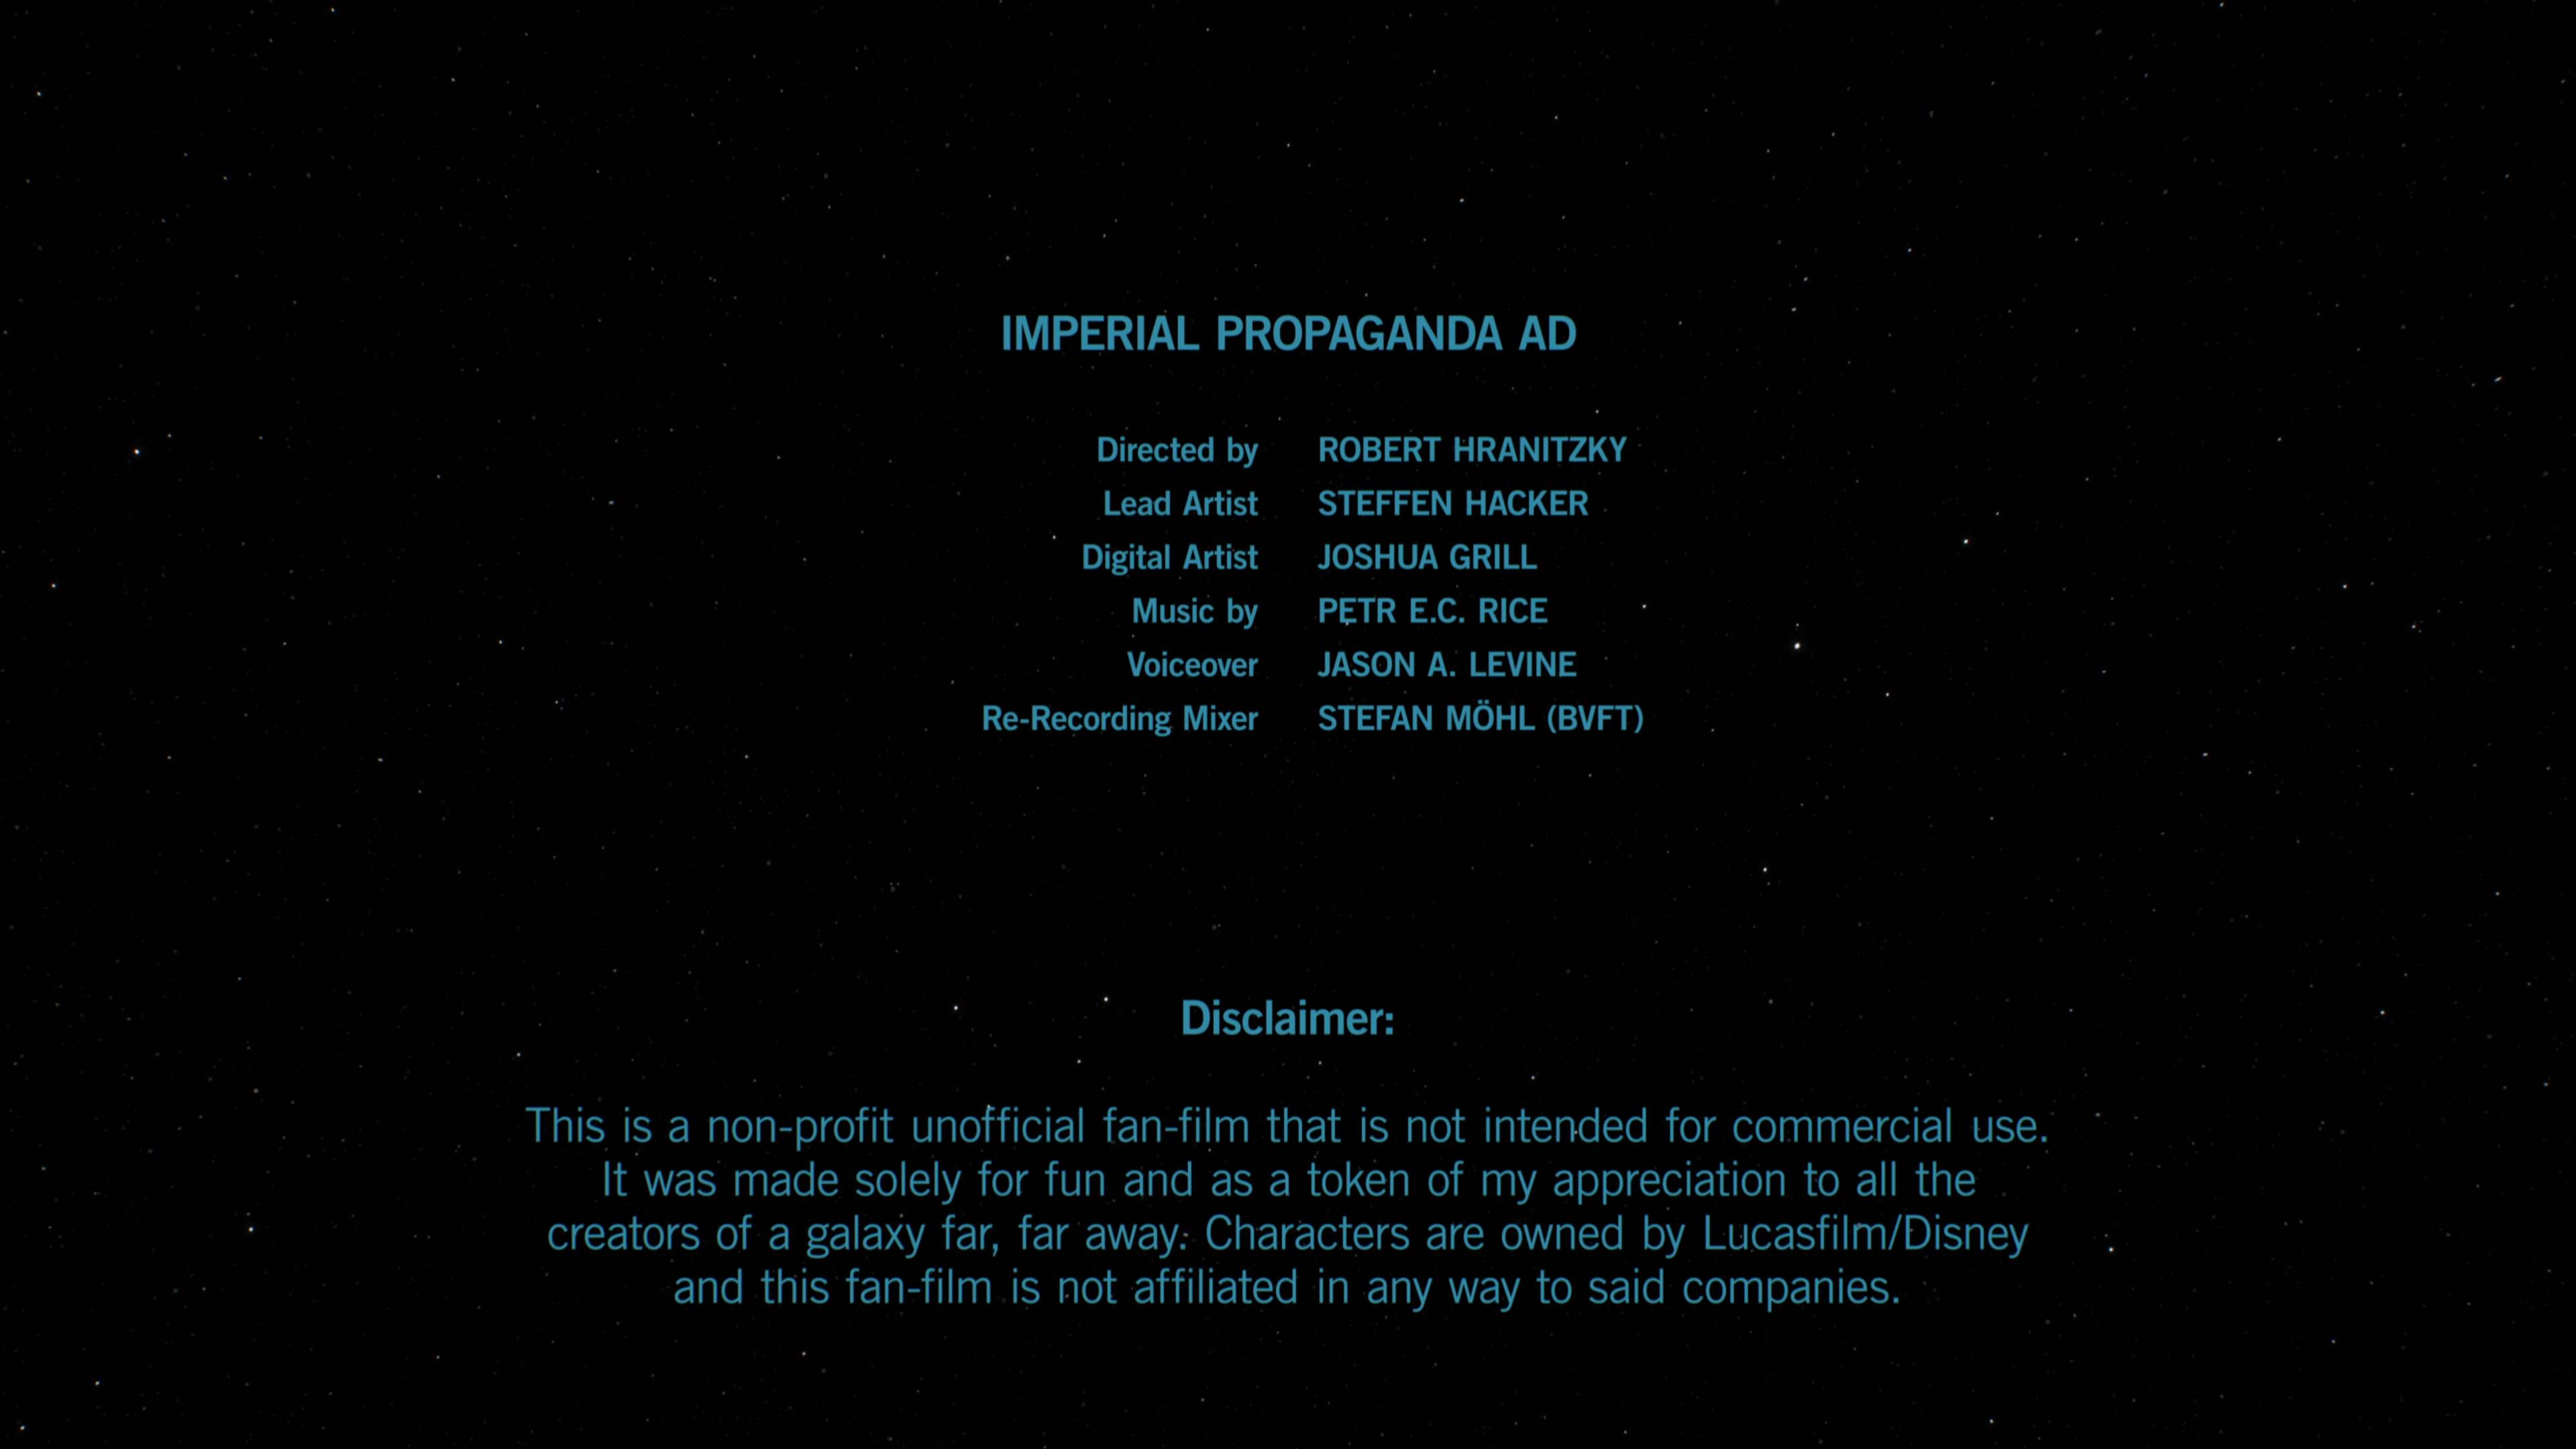 IMPERIAL PROPAGANDA AD
Directed by ROBERT HRANITZKY
Lead Artist STEFFEN HACKER
Digital Artist JOSHUA GRILL
Music by PETR E.C. RICE
Voiceover JASON A. LEVINE
Re-Recording Mixer STEFAN MÖHL (BVFT)
Disclaimer:
This is a non-profit unofficial fan-film that is not intended for commercial use.
It was made solely for fun and as a token of my appreciation to all the
creators of a galaxy far, far away. Characters are owned by Lucasfilm/Disney
and this fan-film is not affiliated in any way to said companies.